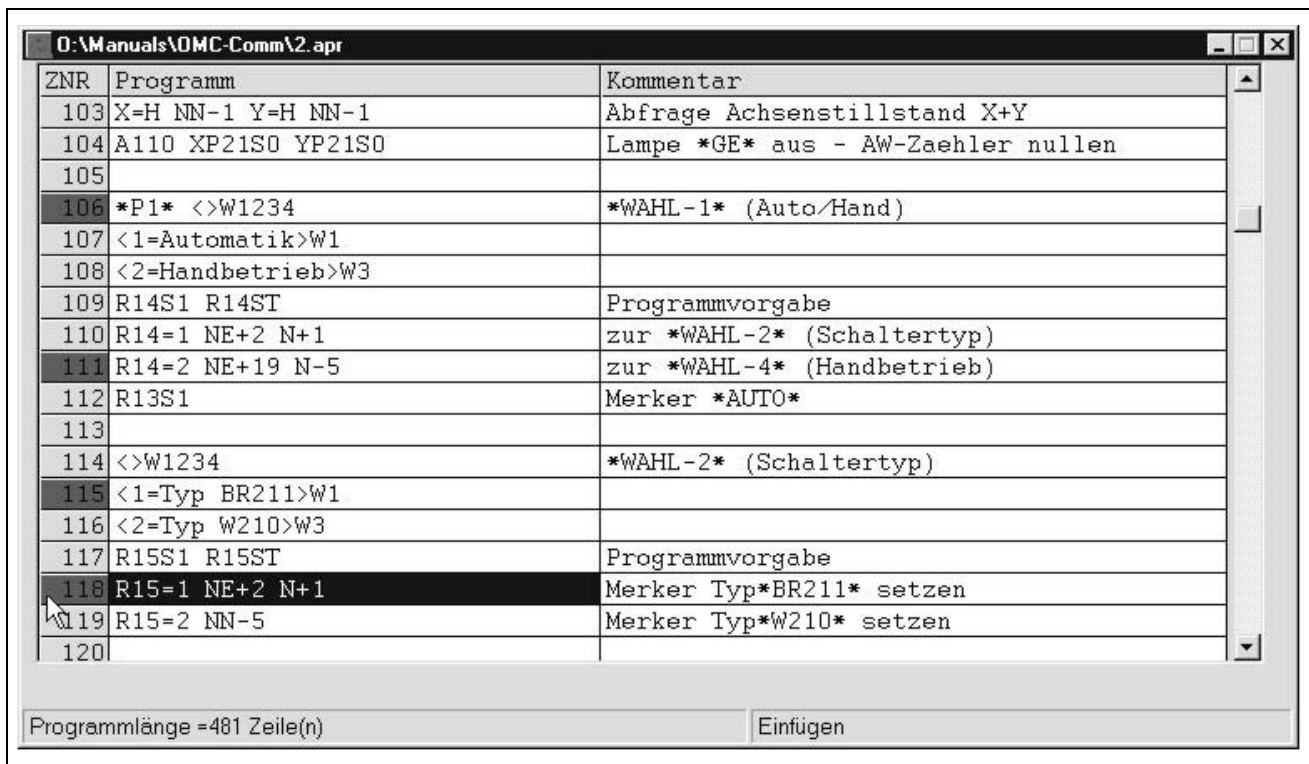 O:\Manuals\OMC-Comm\2.apr
ZNR Programm Kommentar
103 X=H NN-1 Y=H NN-1 Abfrage Achsenstillstand X+Y
104 A110 XP21S0 YP21S0 Lampe *GE* aus - AW-Zaehler nullen
105
106 *P1* <>W1234 *WAHL-1* (Auto/Hand)
107 <1=Automatik>W1
108 <2=Handbetrieb>W3
109 R14S1 R14ST Programmvorgabe
110 R14=1 NE+2 N+1 zur *WAHL-2* (Schaltertyp)
111 R14=2 NE+19 N-5 zur *WAHL-4* (Handbetrieb)
112 R13S1 Merker *AUTO*
113
114 <>W1234 *WAHL-2* (Schaltertyp)
115 <1=Typ BR211>W1
116 <2=Typ W210>W3
117 R15S1 R15ST Programmvorgabe
118 R15=1 NE+2 N+1 Merker Typ*BR211* setzen
119 R15=2 NN-5 Merker Typ*W210* setzen
120
Programmlänge =481 Zeile(n) Einfügen